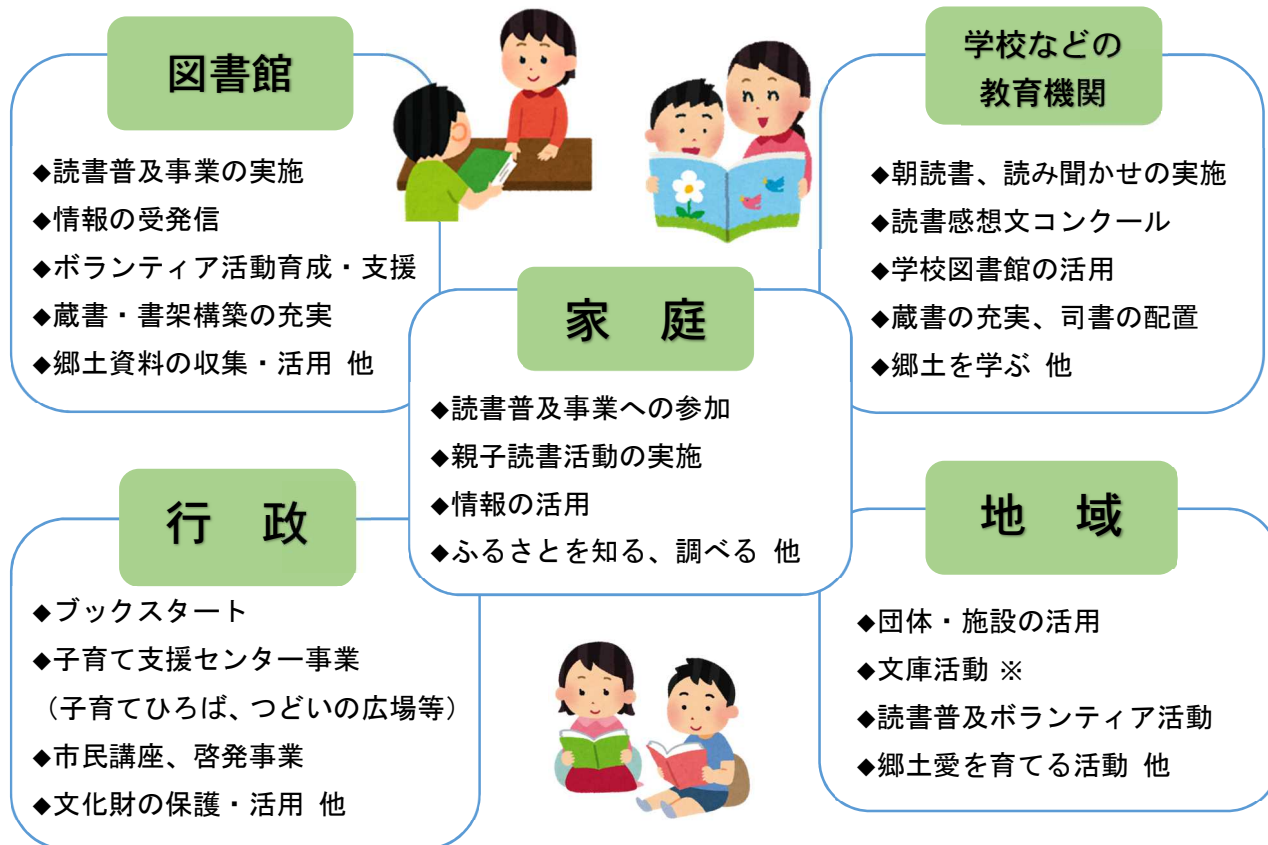 図書館
◆読書普及事業の実施
◆情報の受発信
◆ボランティア活動育成・支援
◆蔵書・書架構築の充実
◆郷土資料の収集・活用 他
学校などの
教育機関
◆朝読書、読み聞かせの実施
◆読書感想文コンクール
◆学校図書館の活用
◆蔵書の充実、司書の配置
◆郷土を学ぶ 他
家　庭
◆読書普及事業への参加
◆親子読書活動の実施
◆情報の活用
◆ふるさとを知る、調べる 他
行　政
◆ブックスタート
◆子育て支援センター事業
（子育てひろば、つどいの広場等）
◆市民講座、啓発事業
◆文化財の保護・活用 他
地　域
◆団体・施設の活用
◆文庫活動 ※
◆読書普及ボランティア活動
◆郷土愛を育てる活動 他